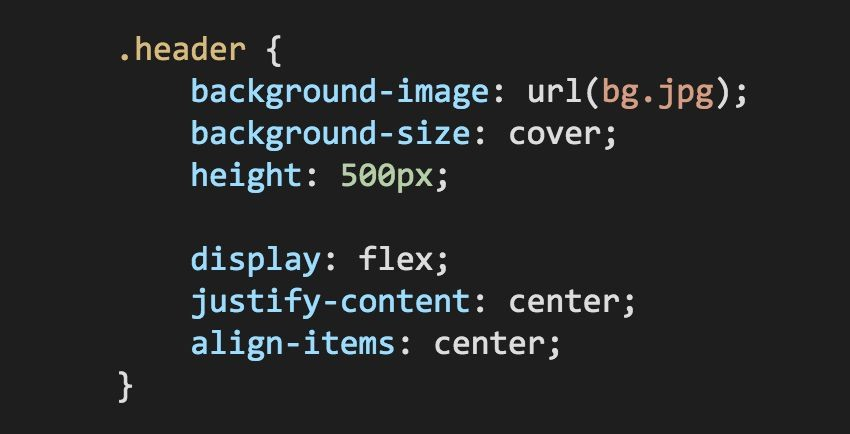 .header {
    background-image: url(bg.jpg);
    background-size: cover;
    height: 500px;

    display: flex;
    justify-content: center;
    align-items: center;
}